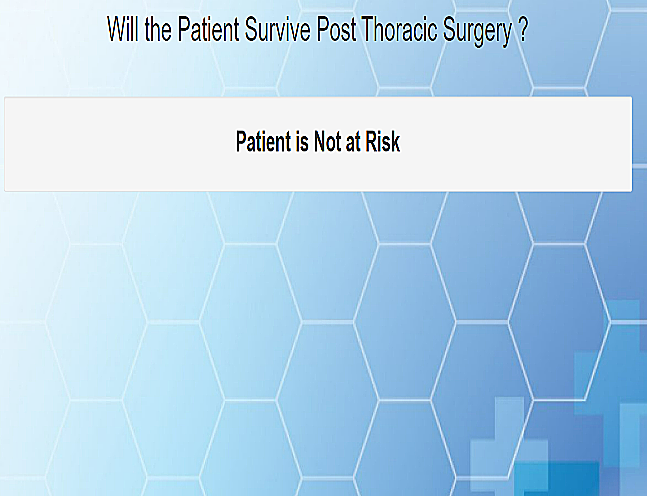 Will the Patient Survive Post Thoracic Surgery ?
Patient is Not at Risk